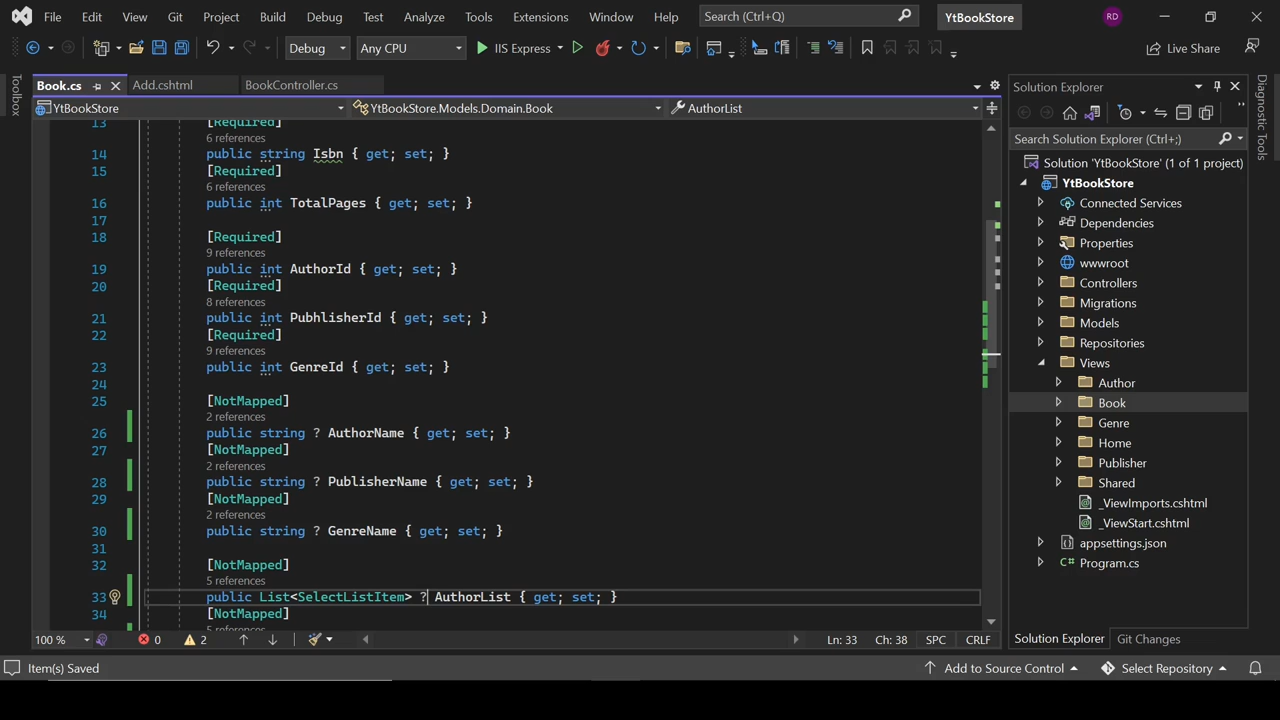 File Edit View Git Project Build Debug Test Analyze Tools Extensions Window Help Search (Ctrl+Q) YtBookStore RD
Debug Any CPU IIS Express Live Share
Toolbox
Book.cs Add.cshtml BookController.cs
YtBookStore YtBookStore.Models.Domain.Book AuthorList
13 [Required]
6 references
14 public string Isbn { get; set; }
15 [Required]
6 references
16 public int TotalPages { get; set; }
17
18 [Required]
9 references
19 public int AuthorId { get; set; }
20 [Required]
8 references
21 public int PubhlisherId { get; set; }
22 [Required]
9 references
23 public int GenreId { get; set; }
24
25 [NotMapped]
2 references
26 public string ? AuthorName { get; set; }
27 [NotMapped]
2 references
28 public string ? PublisherName { get; set; }
29 [NotMapped]
2 references
30 public string ? GenreName { get; set; }
31
32 [NotMapped]
5 references
33 public List<SelectListItem> ? AuthorList { get; set; }
34 [NotMapped]
100 % 0 2 Ln: 33 Ch: 38 SPC CRLF
Solution Explorer
Search Solution Explorer (Ctrl+;)
Solution 'YtBookStore' (1 of 1 project)
YtBookStore
Connected Services
Dependencies
Properties
wwwroot
Controllers
Migrations
Models
Repositories
Views
Author
Book
Genre
Home
Publisher
Shared
_ViewImports.cshtml
_ViewStart.cshtml
appsettings.json
Program.cs
Solution Explorer Git Changes
Diagnostic Tools
Item(s) Saved Add to Source Control Select Repository